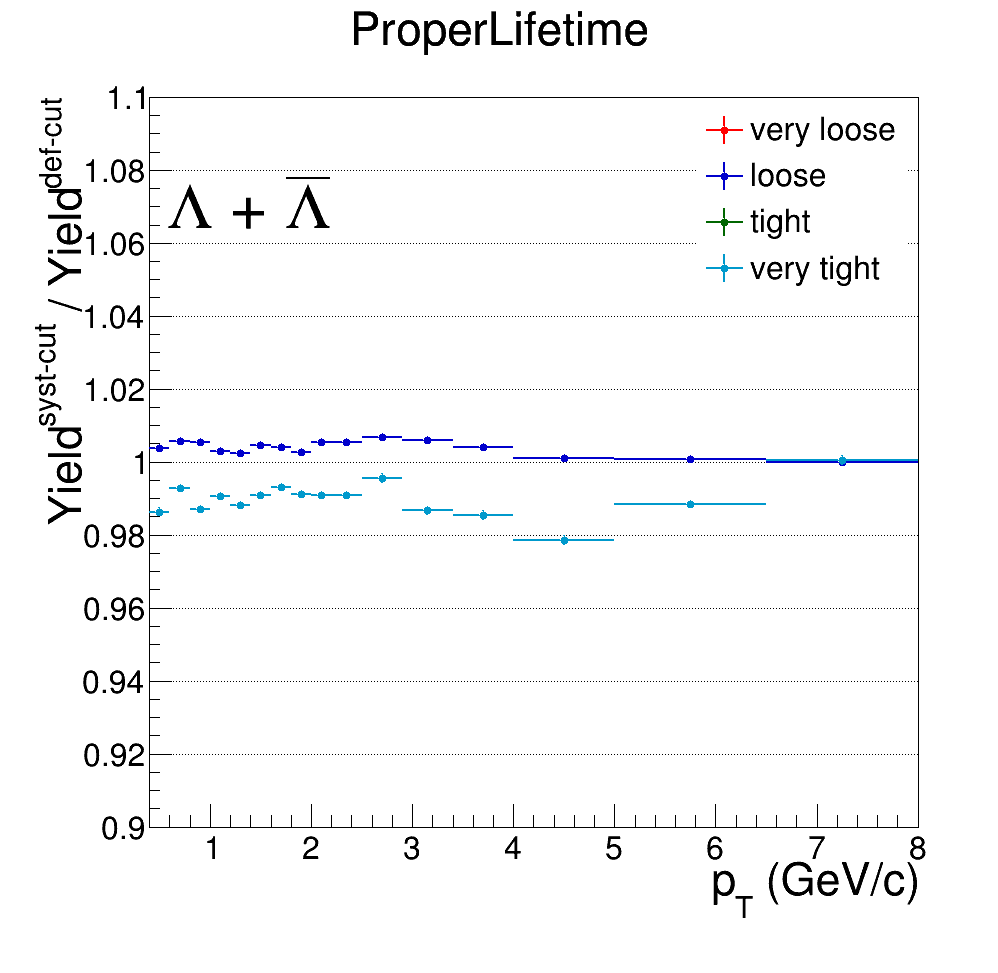 ProperLifetime
Yield^syst-cut / Yield^def-cut
1.1
1.08
1.06
1.04
1.02
1
0.98
0.96
0.94
0.92
0.9
Λ + Λ̅
very loose
loose
tight
very tight
1 2 3 4 5 6 7 8
p_T (GeV/c)